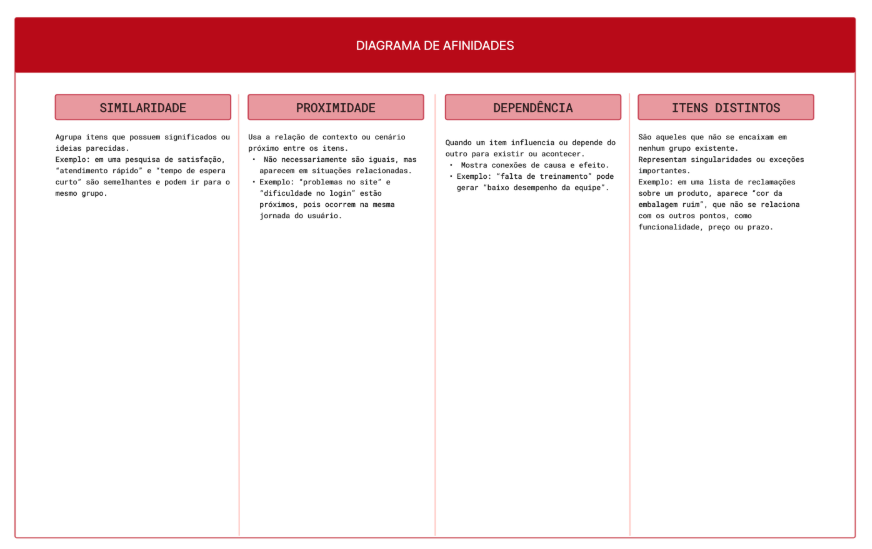 DIAGRAMA DE AFINIDADES
SIMILARIDADE
Agrupa itens que possuem significados ou
ideias parecidas.
Exemplo: em uma pesquisa de satisfação,
“atendimento rápido” e “tempo de espera
curto” são semelhantes e podem ir para o
mesmo grupo.
PROXIMIDADE
Usa a relação de contexto ou cenário
próximo entre os itens.
• Não necessariamente são iguais, mas
aparecem em situações relacionadas.
• Exemplo: “problemas no site” e
“dificuldade no login” estão
próximos, pois ocorrem na mesma
jornada do usuário.
DEPENDÊNCIA
Quando um item influencia ou depende do
outro para existir ou acontecer.
• Mostra conexões de causa e efeito.
• Exemplo: “falta de treinamento” pode
gerar “baixo desempenho da equipe”.
ITENS DISTINTOS
São aqueles que não se encaixam em
nenhum grupo existente.
Representam singularidades ou exceções
importantes.
Exemplo: em uma lista de reclamações
sobre um produto, aparece “cor da
embalagem ruim”, que não se relaciona
com os outros pontos, como
funcionalidade, preço ou prazo.